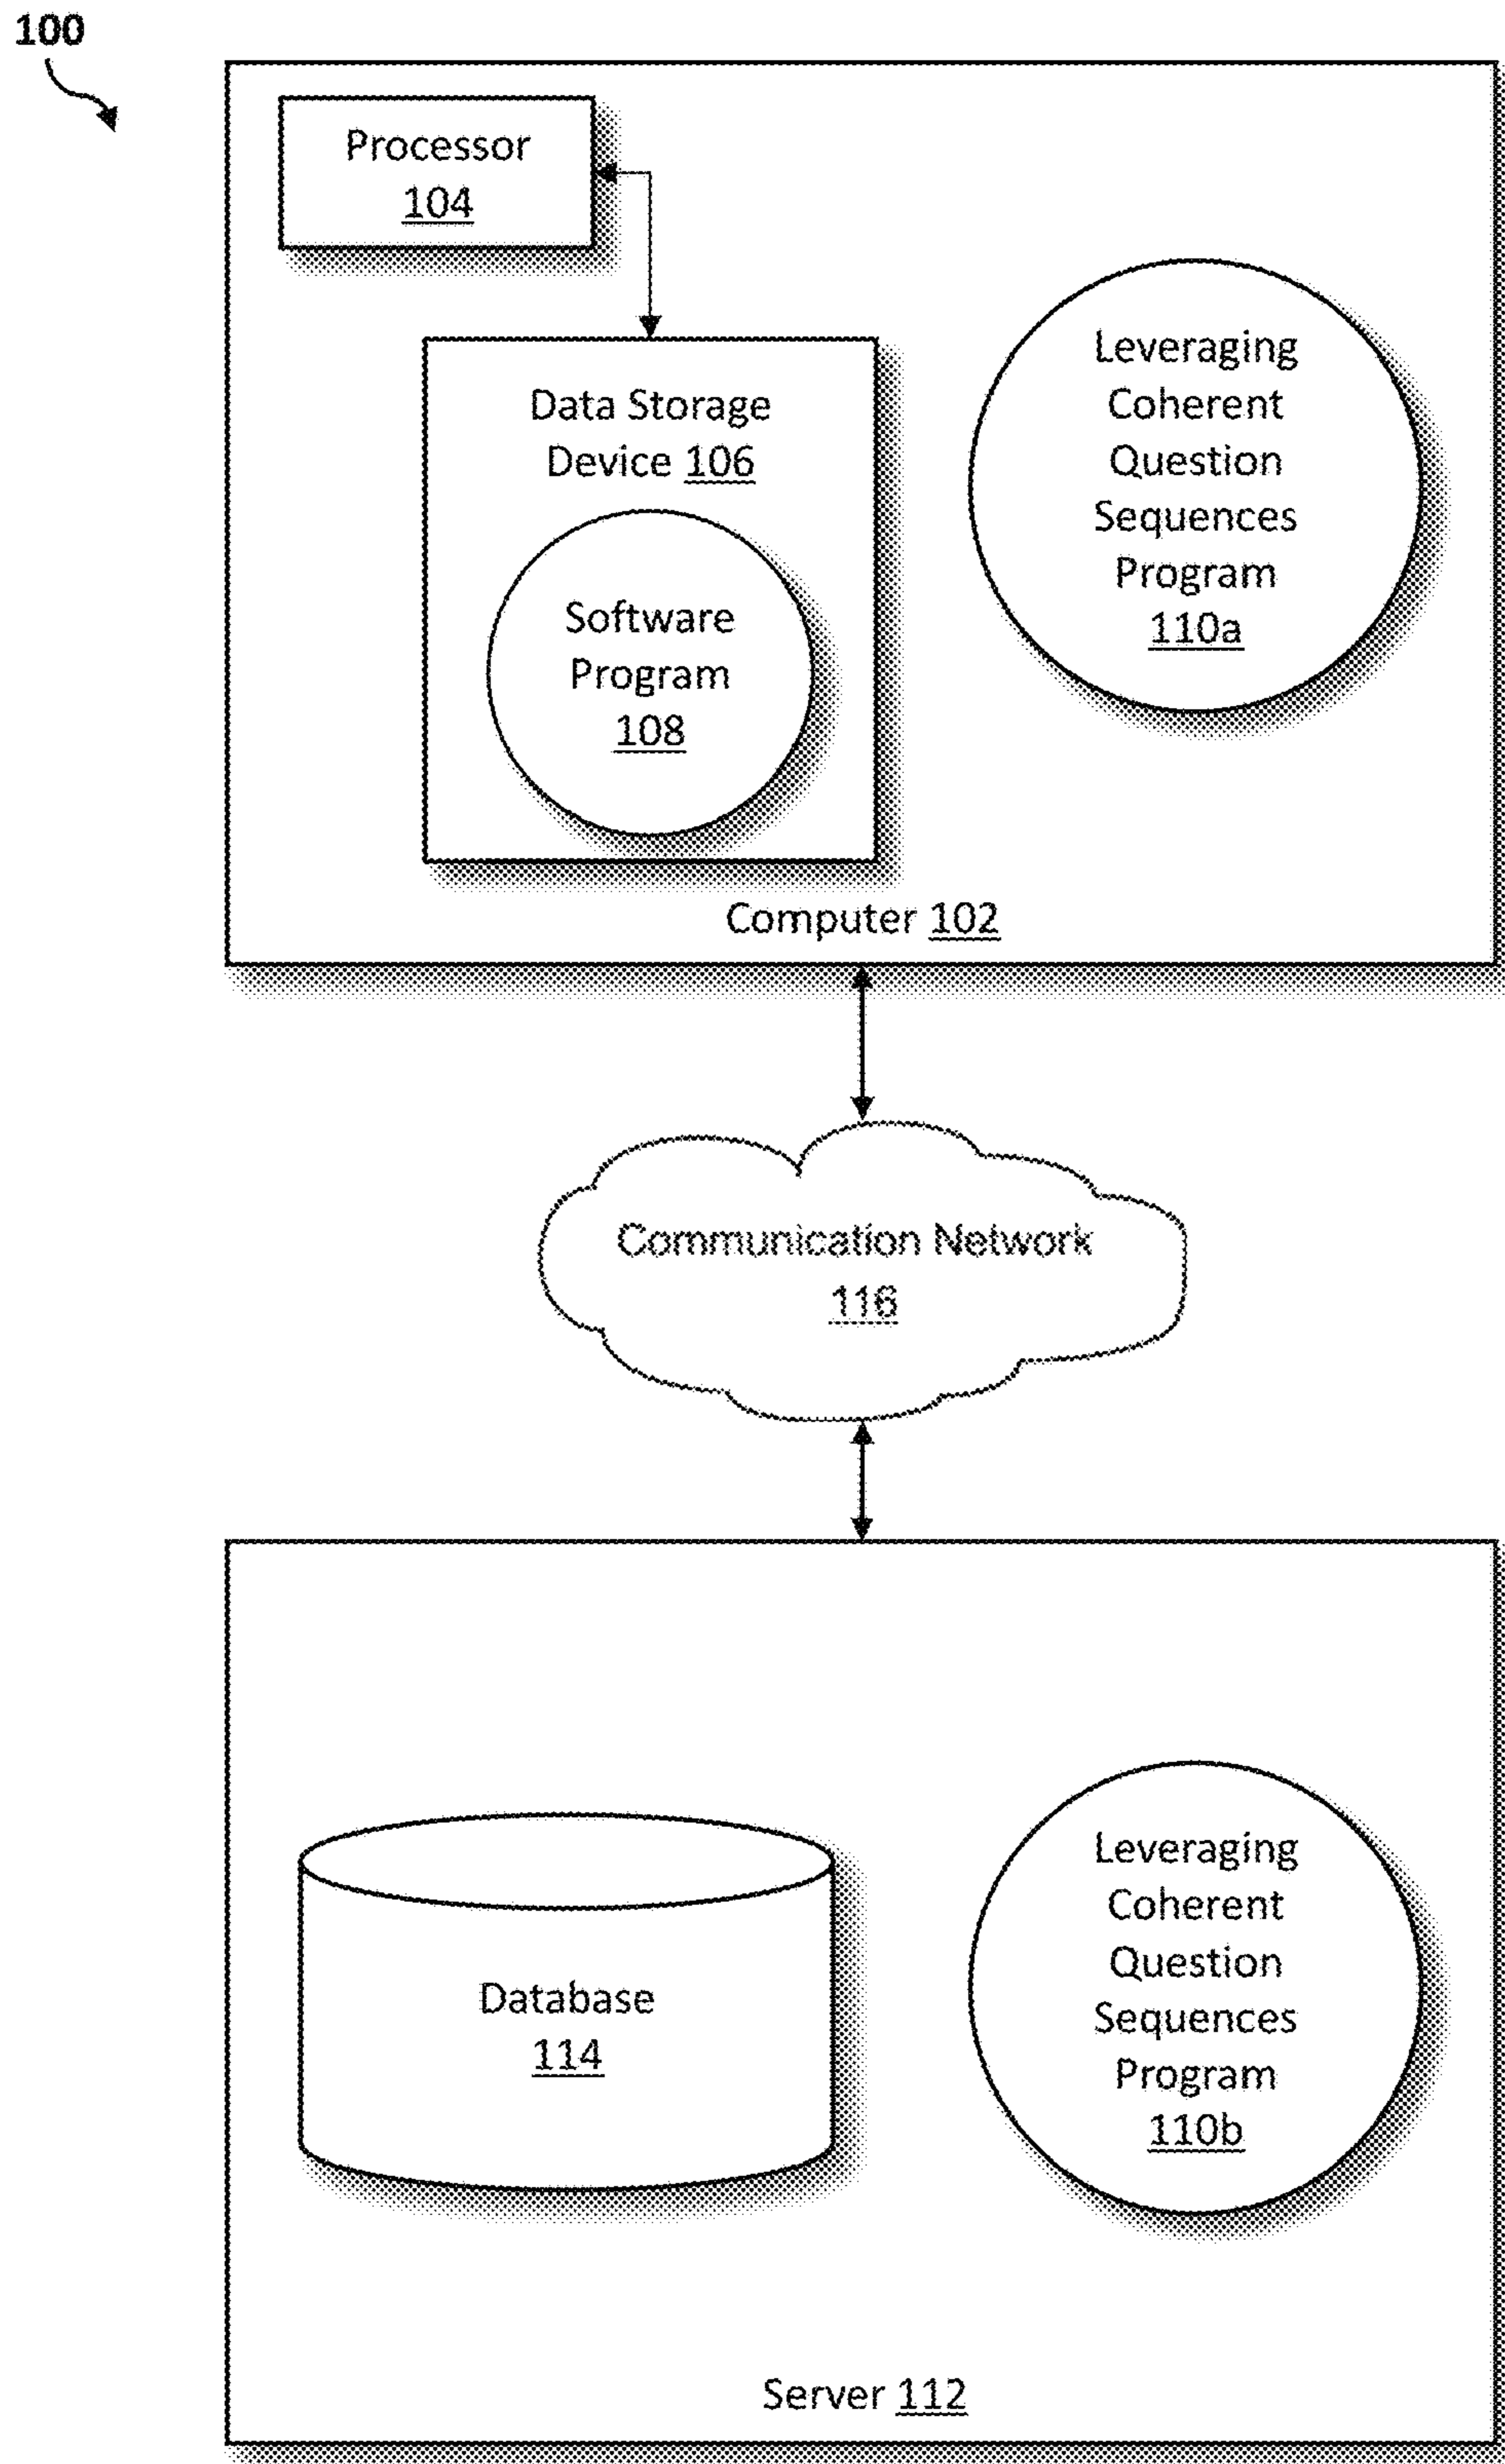 100
Processor
104
Data Storage
Device 106
Software
Program
108
Leveraging
Coherent
Question
Sequences
Program
110a
Computer 102
Communication Network
116
Database
114
Leveraging
Coherent
Question
Sequences
Program
110b
Server 112